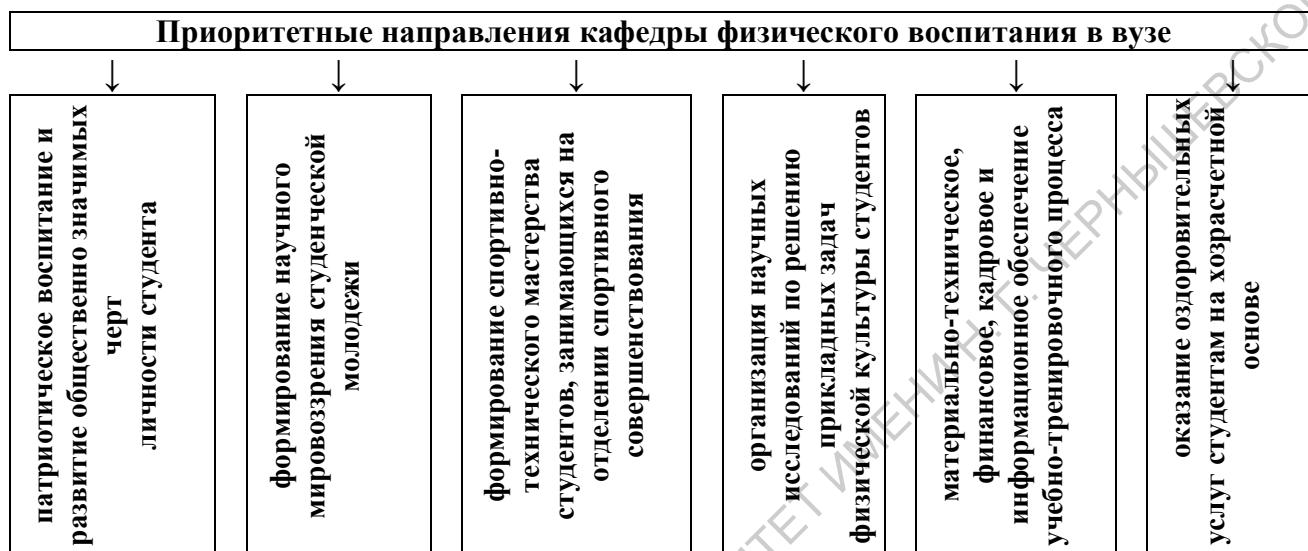 Приоритетные направления кафедры физического воспитания в вузе
↓ ↓ ↓ ↓ ↓ ↓
патриотическое воспитание и
развитие общественно значимых
черт
личности студента
формирование научного
мировоззрения студенческой
молодежи
формирование спортивно-
технического мастерства
студентов, занимающихся на
отделении спортивного
совершенствования
организация научных
исследований по решению
прикладных задач
физической культуры студентов
материально-техническое,
финансовое, кадровое и
информационное обеспечение
учебно-тренировочного процесса
оказание оздоровительных
услуг студентам на хозрасчетной
основе
ИМЕНИ Н. Г. ЧЕРНЫШЕВСКО